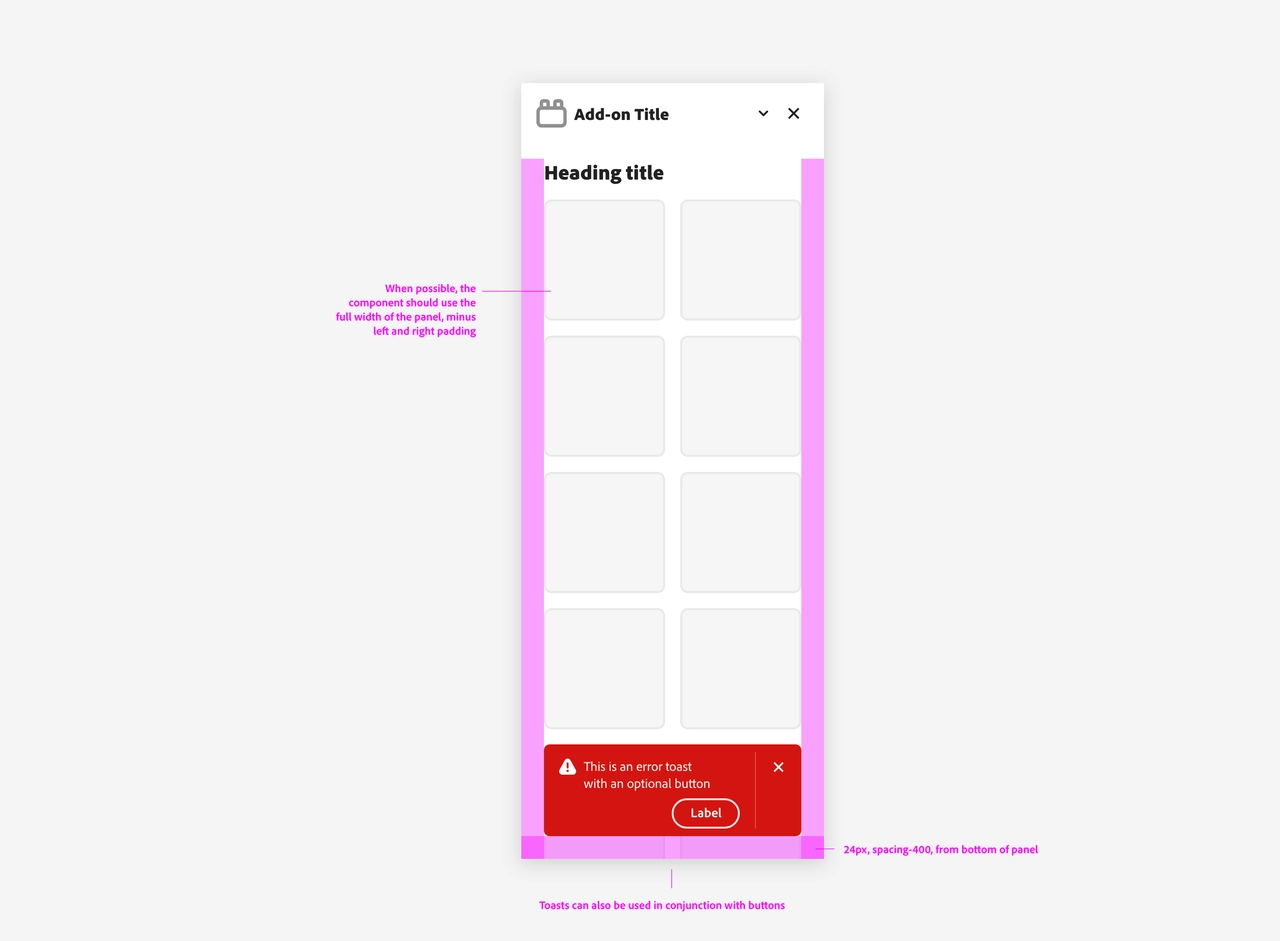 Add-on Title
Heading title
When possible, the
component should use the
full width of the panel, minus
left and right padding
This is an error toast
with an optional button
Label
24px, spacing-400, from bottom of panel
Toasts can also be used in conjunction with buttons